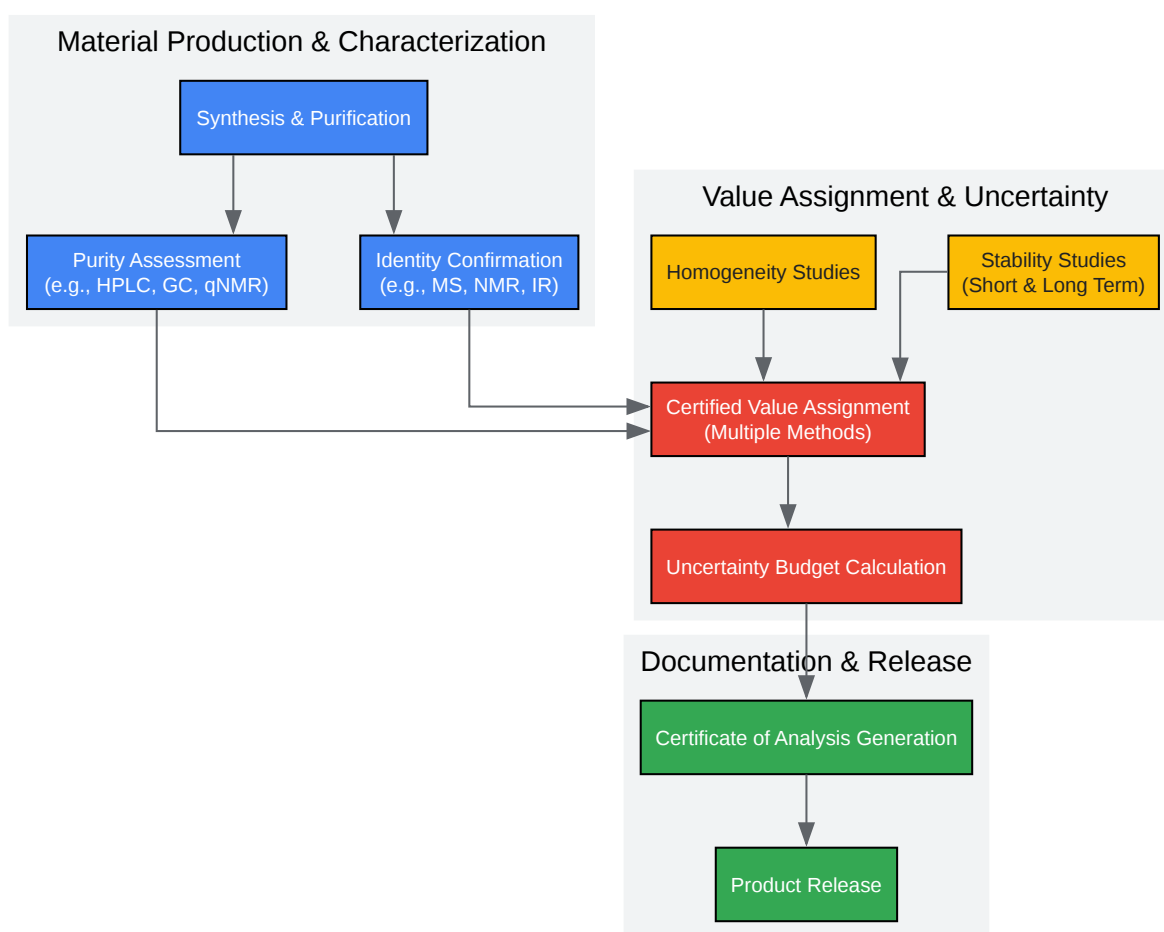 Material Production & Characterization
Synthesis & Purification
Purity Assessment
(e.g., HPLC, GC, qNMR)
Identity Confirmation
(e.g., MS, NMR, IR)
Value Assignment & Uncertainty
Homogeneity Studies
Stability Studies
(Short & Long Term)
Certified Value Assignment
(Multiple Methods)
Uncertainty Budget Calculation
Documentation & Release
Certificate of Analysis Generation
Product Release